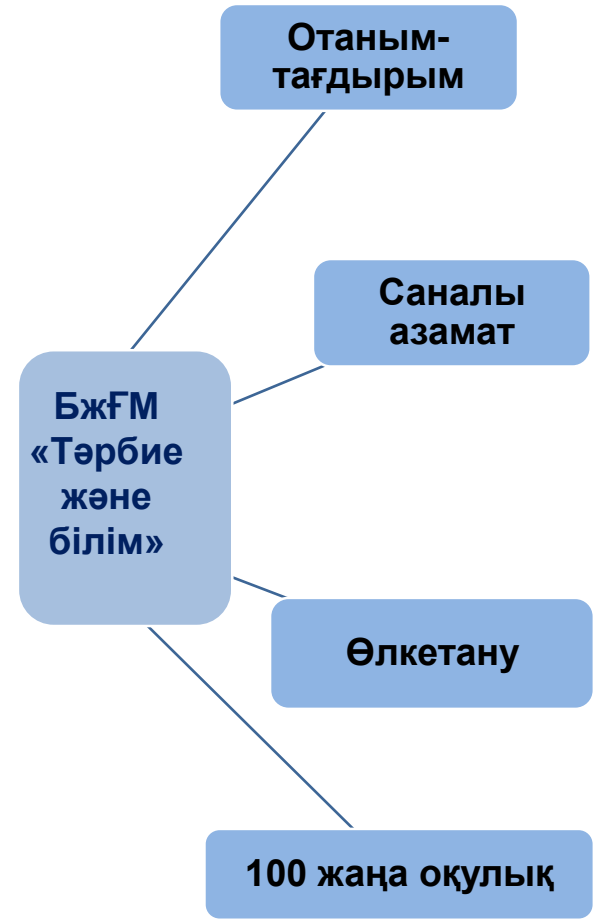 Отаным-
тағдырым
Саналы
азамат
БжҒМ
«Тәрбие
және
білім»
Өлкетану
100 жаңа оқулық